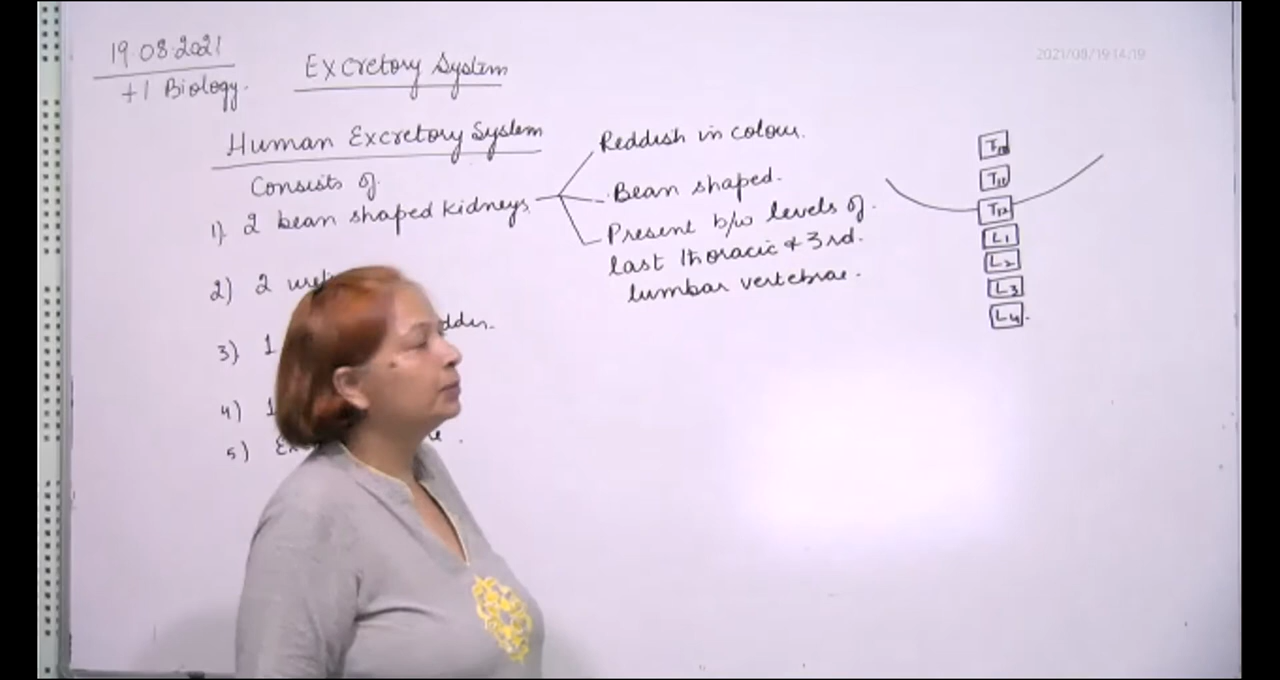 19.08.2021
+1 Biology.
Excretory System
2021/08/19 14:19
Human Excretory System
Consists of
1). 2 bean shaped kidneys
Reddish in colour.
Bean shaped.
Present b/w levels of
last thoracic & 3rd.
lumbar vertebrae.
2) 2
3) 1
4) 1
5)
T11
T12
L1
L2
L3
L4.